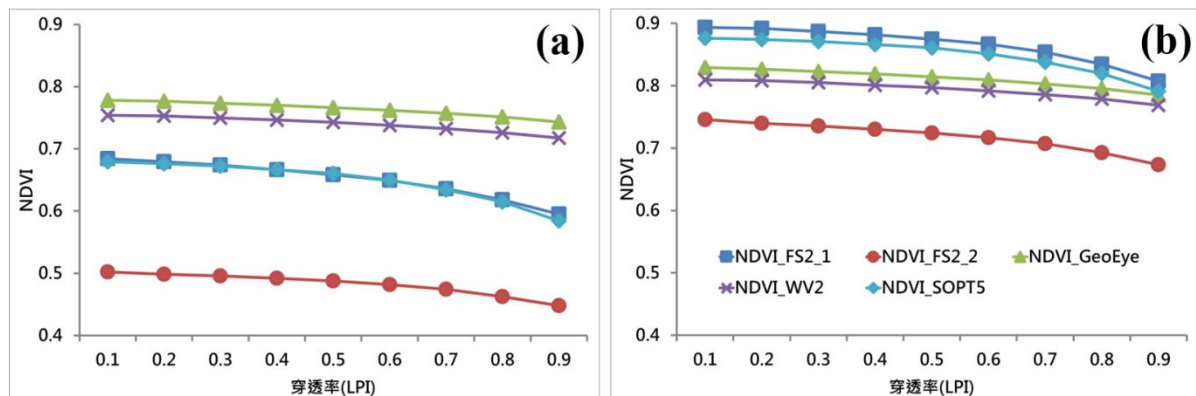 (a)
NDVI
0.9
0.8
0.7
0.6
0.5
0.4
0.1 0.2 0.3 0.4 0.5 0.6 0.7 0.8 0.9
穿透率(LPI)
(b)
NDVI
0.9
0.8
0.7
0.6
0.5
0.4
NDVI_FS2_1 NDVI_FS2_2 NDVI_GeoEye
NDVI_WV2 NDVI_SOPT5
0.1 0.2 0.3 0.4 0.5 0.6 0.7 0.8 0.9
穿透率(LPI)